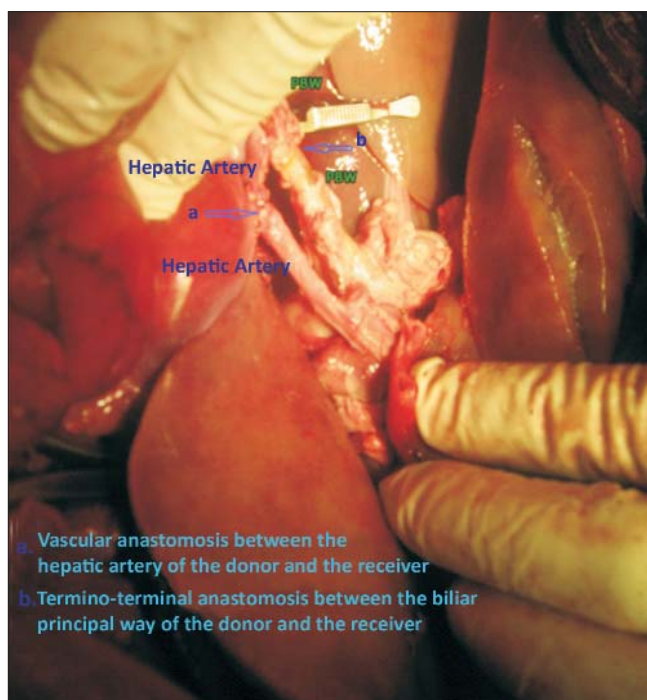 PBW
b
Hepatic Artery
PBW
a
Hepatic Artery
a. Vascular anastomosis between the
hepatic artery of the donor and the receiver
b. Termino-terminal anastomosis between the biliar
principal way of the donor and the receiver